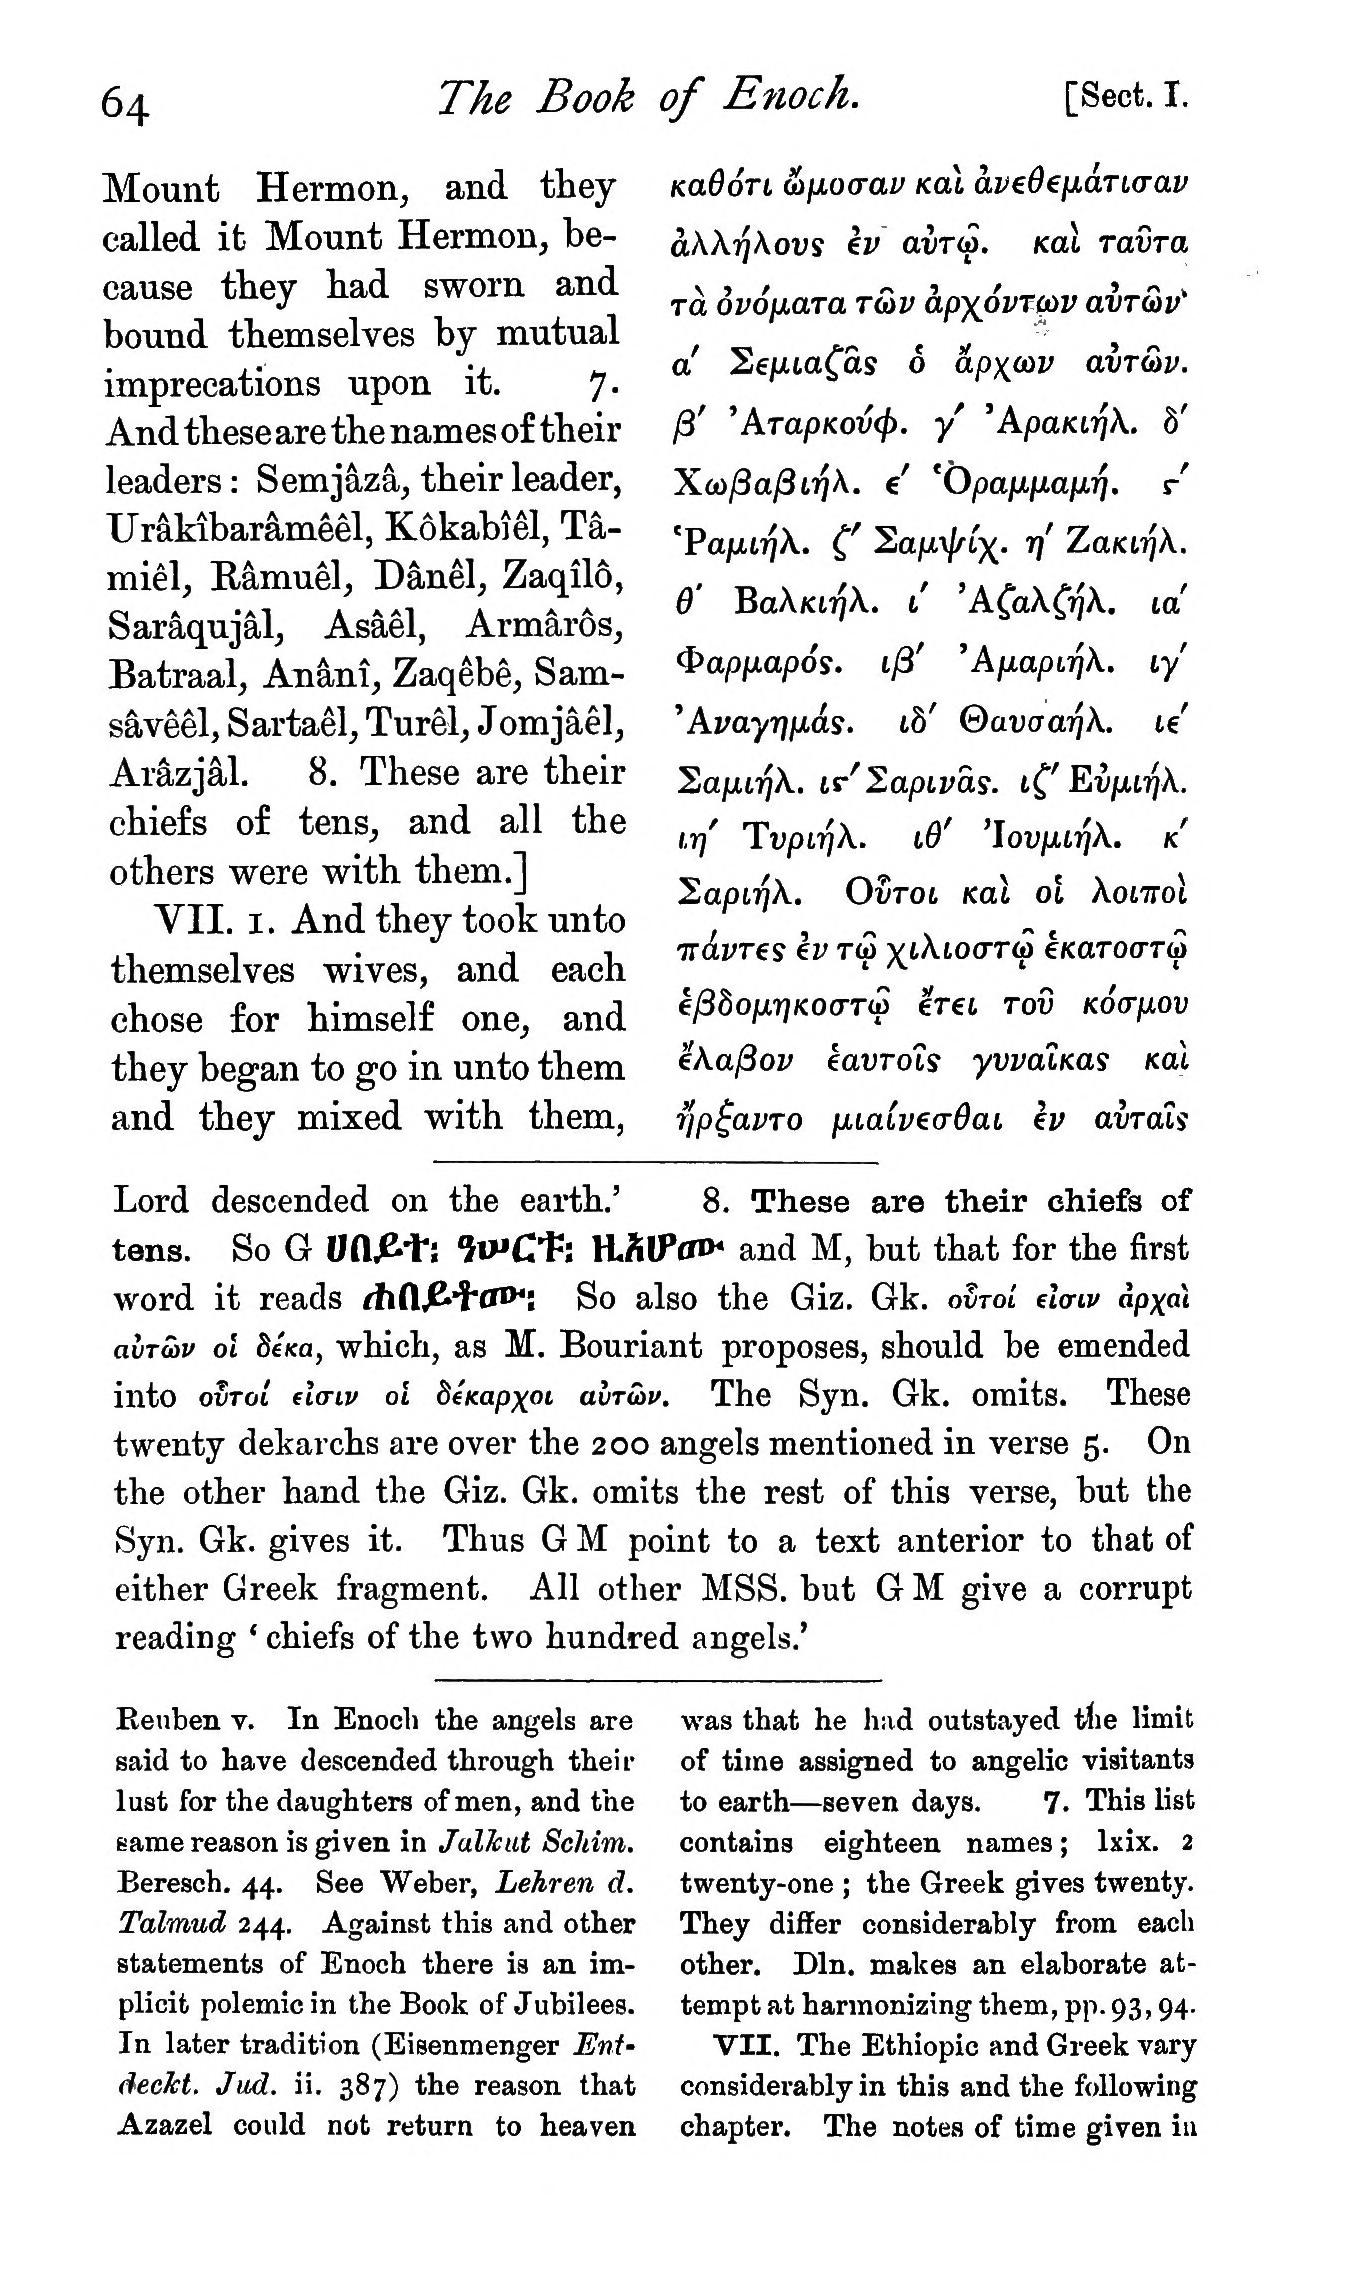 64
The Book of Enoch.
[Sect. I.
Mount Hermon, and they
called it Mount Hermon, be-
cause they had sworn and
bound themselves by mutual
imprecations upon it. 7.
And these are the names of their
leaders: Semjâzâ, their leader,
Urâkîbarâmêêl, Kôkabîêl, Tâ-
miêl, Râmuêl, Dânêl, Zaqîlô,
Sarâqujâl, Asâêl, Armârôs,
Batraal, Anânî, Zaqêbê, Sam-
sâvêêl, Sartaêl, Turêl, Jomjâêl,
Arâzjâl. 8. These are their
chiefs of tens, and all the
others were with them.]
VII. 1. And they took unto
themselves wives, and each
chose for himself one, and
they began to go in unto them
and they mixed with them,
καθότι ὤμοσαν καὶ ἀνεθεμάτισαν
ἀλλήλους ἐν αὐτῷ. καὶ ταῦτα
τὰ ὀνόματα τῶν ἀρχόντων αὐτῶν·
α′ Σεμιαζᾶς ὁ ἄρχων αὐτῶν.
β′ Ἀταρκούφ. γ′ Ἀρακιήλ. δ′
Χωβαβιήλ. ε′ Ὁραμμαμή. ϛ′
Ῥαμιήλ. ζ′ Σαμψίχ. η′ Ζακιήλ.
θ′ Βαλκιήλ. ι′ Ἀζαλζήλ. ια′
Φαρμαρός. ιβ′ Ἀμαριήλ. ιγ′
Ἀναγημάς. ιδ′ Θαυσαήλ. ιε′
Σαμιήλ. ιϛ′ Σαρινᾶς. ιζ′ Εὐμιήλ.
ιη′ Τυριήλ. ιθ′ Ἰουμιήλ. κ′
Σαριήλ. Οὗτοι καὶ οἱ λοιποὶ
πάντες ἐν τῷ χιλιοστῷ ἑκατοστῷ
ἑβδομηκοστῷ ἔτει τοῦ κόσμου
ἔλαβον ἑαυτοῖς γυναῖκας καὶ
ἤρξαντο μιαίνεσθαι ἐν αὐταῖς
Lord descended on the earth.’ 8. These are their chiefs of
tens. So G ሀበይተ፡ ዓሠርቱ፡ ዚአሆሙ and M, but that for the first
word it reads ሐበይቶሙ፡ So also the Giz. Gk. οὗτοί εἰσιν ἀρχαὶ
αὐτῶν οἱ δέκα, which, as M. Bouriant proposes, should be emended
into οὗτοί εἰσιν οἱ δέκαρχοι αὐτῶν. The Syn. Gk. omits. These
twenty dekarchs are over the 200 angels mentioned in verse 5. On
the other hand the Giz. Gk. omits the rest of this verse, but the
Syn. Gk. gives it. Thus G M point to a text anterior to that of
either Greek fragment. All other MSS. but G M give a corrupt
reading ‘chiefs of the two hundred angels.’
Reuben v. In Enoch the angels are
said to have descended through their
lust for the daughters of men, and the
same reason is given in Jalkut Schim.
Beresch. 44. See Weber, Lehren d.
Talmud 244. Against this and other
statements of Enoch there is an im-
plicit polemic in the Book of Jubilees.
In later tradition (Eisenmenger Ent-
deckt. Jud. ii. 387) the reason that
Azazel could not return to heaven
was that he had outstayed the limit
of time assigned to angelic visitants
to earth—seven days. 7. This list
contains eighteen names; lxix. 2
twenty-one; the Greek gives twenty.
They differ considerably from each
other. Dln. makes an elaborate at-
tempt at harmonizing them, pp. 93, 94.
VII. The Ethiopic and Greek vary
considerably in this and the following
chapter. The notes of time given in